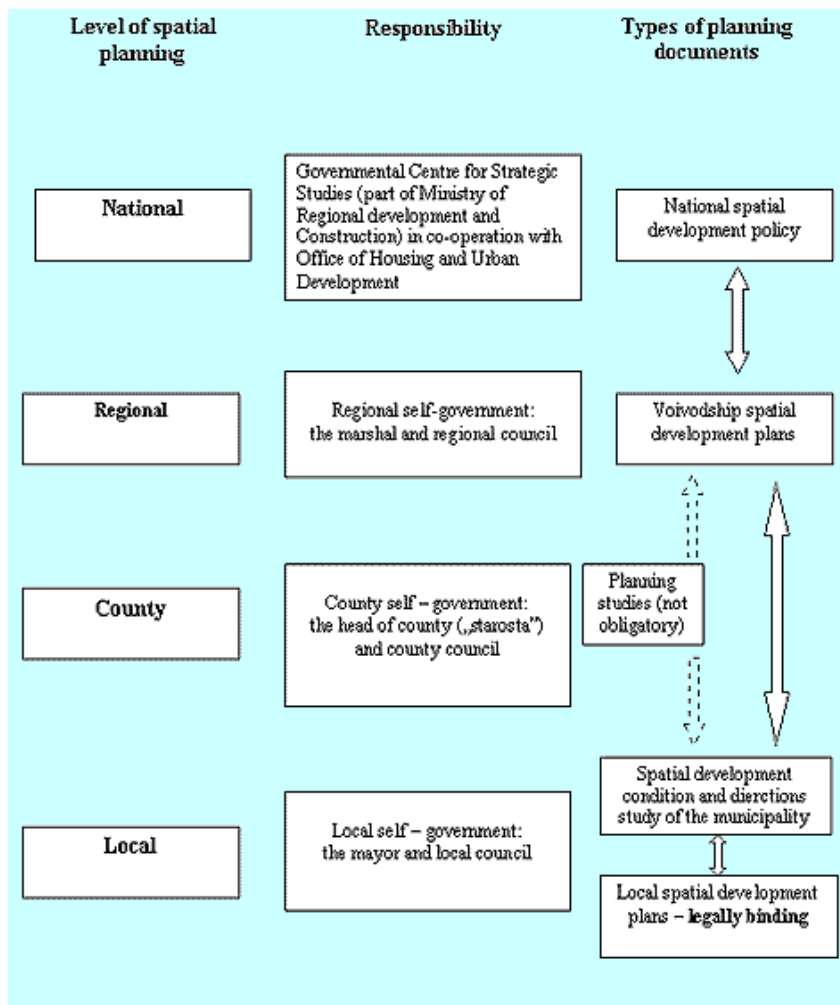 Level of spatial
planning
Responsibility
Types of planning
documents
National
Governmental Centre for Strategic
Studies (part of Ministry of
Regional development and
Construction) in co-operation with
Office of Housing and Urban
Development
National spatial
development policy
Regional
Regional self-government:
the marshal and regional council
Voivodship spatial
development plans
County
County self – government:
the head of county („starosta”)
and county council
Planning
studies (not
obligatory)
Local
Local self – government:
the mayor and local council
Spatial development
condition and dierctions
study of the municipality
Local spatial development
plans – legally binding